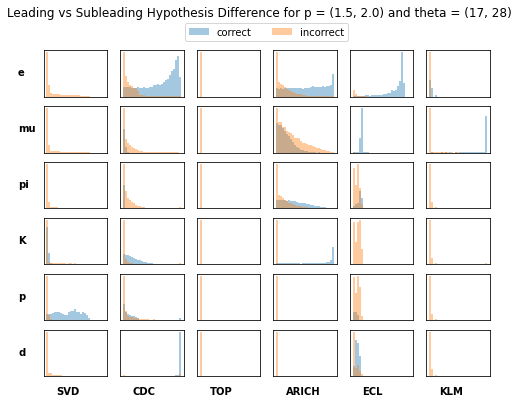 Leading vs Subleading Hypothesis Difference for p = (1.5, 2.0) and theta = (17, 28)
correct incorrect
e
mu
pi
K
p
d
SVD CDC TOP ARICH ECL KLM